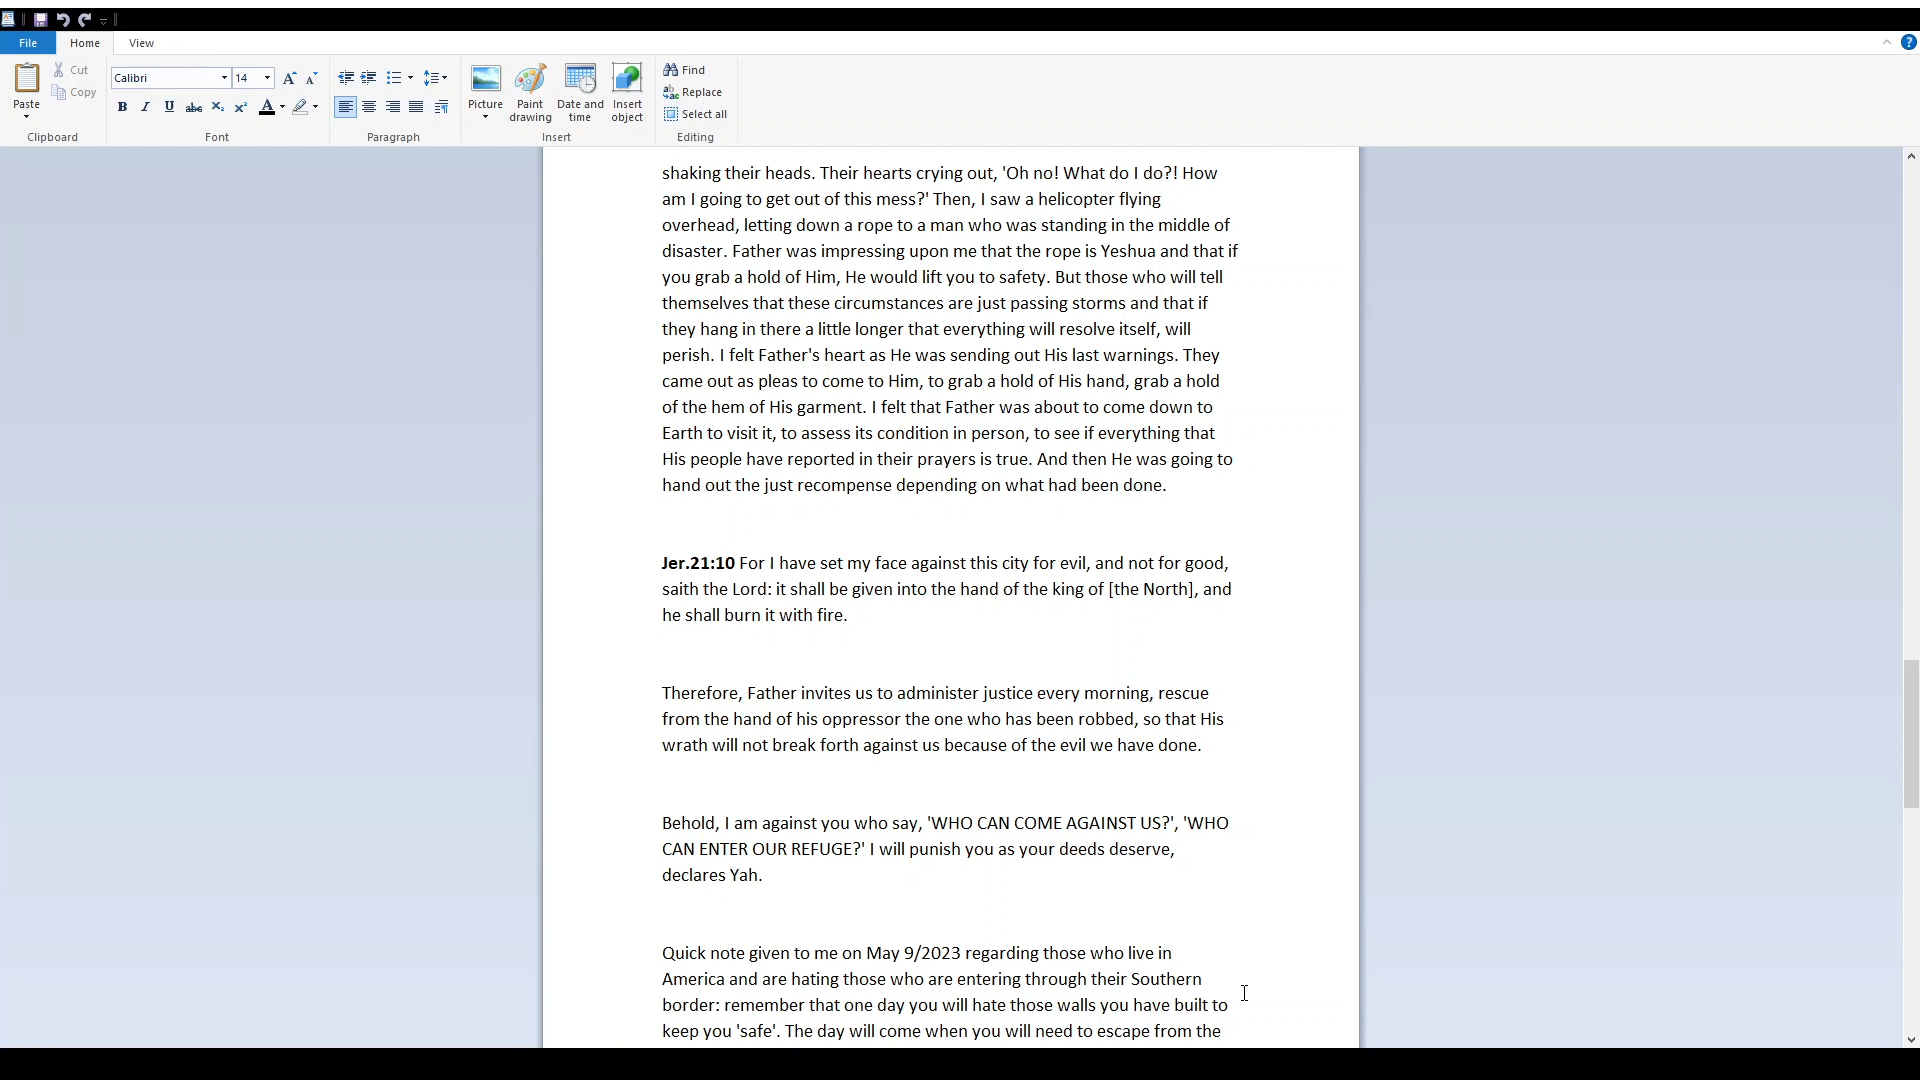 File Home View
Paste
Cut
Copy
Clipboard
Calibri 14
B I U abc X₂ X² A
Font
Paragraph
Picture
Paint drawing
Date and time
Insert object
Insert
Find
Replace
Select all
Editing
shaking their heads. Their hearts crying out, 'Oh no! What do I do?! How
am I going to get out of this mess?' Then, I saw a helicopter flying
overhead, letting down a rope to a man who was standing in the middle of
disaster. Father was impressing upon me that the rope is Yeshua and that if
you grab a hold of Him, He would lift you to safety. But those who will tell
themselves that these circumstances are just passing storms and that if
they hang in there a little longer that everything will resolve itself, will
perish. I felt Father's heart as He was sending out His last warnings. They
came out as pleas to come to Him, to grab a hold of His hand, grab a hold
of the hem of His garment. I felt that Father was about to come down to
Earth to visit it, to assess its condition in person, to see if everything that
His people have reported in their prayers is true. And then He was going to
hand out the just recompense depending on what had been done.
Jer.21:10 For I have set my face against this city for evil, and not for good,
saith the Lord: it shall be given into the hand of the king of [the North], and
he shall burn it with fire.
Therefore, Father invites us to administer justice every morning, rescue
from the hand of his oppressor the one who has been robbed, so that His
wrath will not break forth against us because of the evil we have done.
Behold, I am against you who say, 'WHO CAN COME AGAINST US?', 'WHO
CAN ENTER OUR REFUGE?' I will punish you as your deeds deserve,
declares Yah.
Quick note given to me on May 9/2023 regarding those who live in
America and are hating those who are entering through their Southern
border: remember that one day you will hate those walls you have built to
keep you 'safe'. The day will come when you will need to escape from the